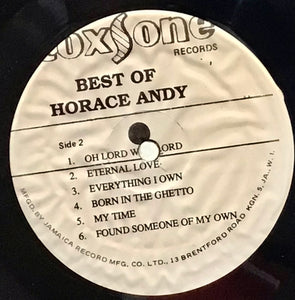 RECORDS
BEST OF
HORACE ANDY
Side 2
1. OH LORD LORD
2. ETERNAL LOVE
3. EVERYTHING I OWN
4. BORN IN THE GHETTO
5. MY TIME
6. FOUND SOMEONE OF MY OWN
MFGD. BY JAMAICA RECORD MFG. CO. LTD., 13 BRENTFORD ROAD KGN. 5, JA., W. I.